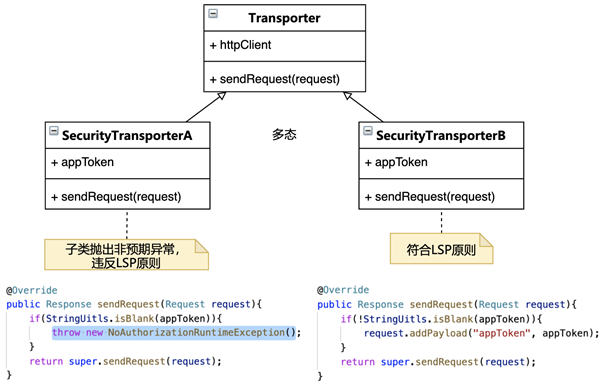 Transporter
+ httpClient
+ sendRequest(request)
SecurityTransporterA
+ appToken
+ sendRequest(request)
多态
SecurityTransporterB
+ appToken
+ sendRequest(request)
子类抛出非预期异常，
违反LSP原则
符合LSP原则
@Override
public Response sendRequest(Request request){
if(StringUitls.isBlank(appToken)){
throw new NoAuthorizationRuntimeException();
}
return super.sendRequest(request);
}
@Override
public Response sendRequest(Request request){
if(!StringUitls.isBlank(appToken)){
request.addPayload("appToken", appToken);
}
return super.sendRequest(request);
}